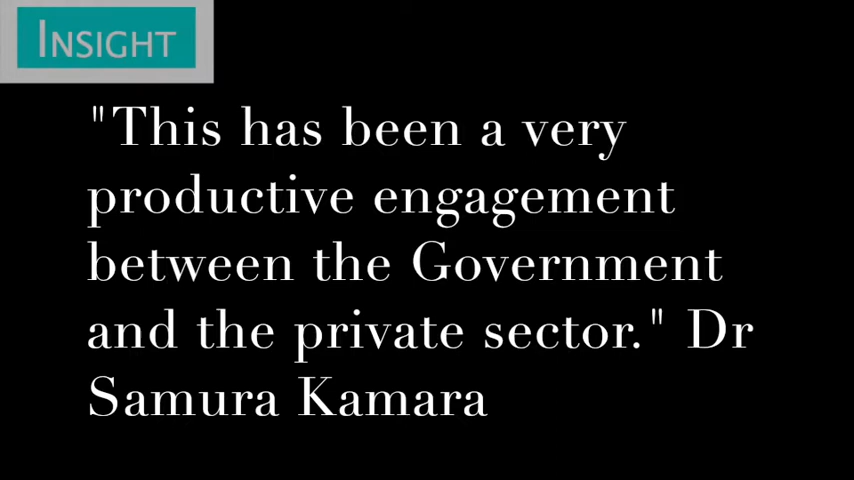 INSIGHT
"This has been a very
productive engagement
between the Government
and the private sector." Dr
Samura Kamara